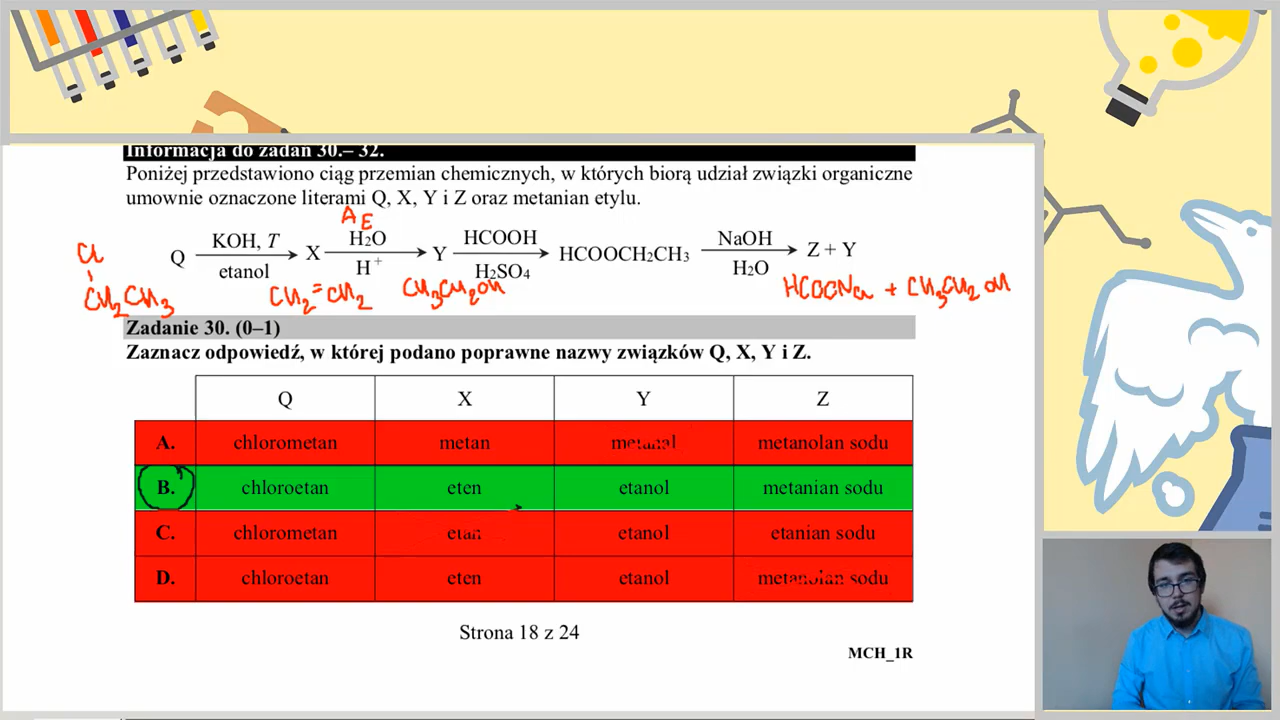 Informacja do zadań 30.– 32.
Poniżej przedstawiono ciąg przemian chemicznych, w których biorą udział związki organiczne
umownie oznaczone literami Q, X, Y i Z oraz metanian etylu.
AE
Cl
Q KOH, T etanol X H2O H+ Y HCOOH H2SO4 HCOOCH2CH3 NaOH H2O Z + Y
CH2CH3 CH2=CH2 CH3CH2OH HCOONa + CH3CH2OH
Zadanie 30. (0–1)
Zaznacz odpowiedź, w której podano poprawne nazwy związków Q, X, Y i Z.
Q X Y Z
A. chlorometan metan metanal metanolan sodu
B. chloroetan eten etanol metanian sodu
C. chlorometan etan etanol etanian sodu
D. chloroetan eten etanol metanolan sodu
Strona 18 z 24
MCH_1R